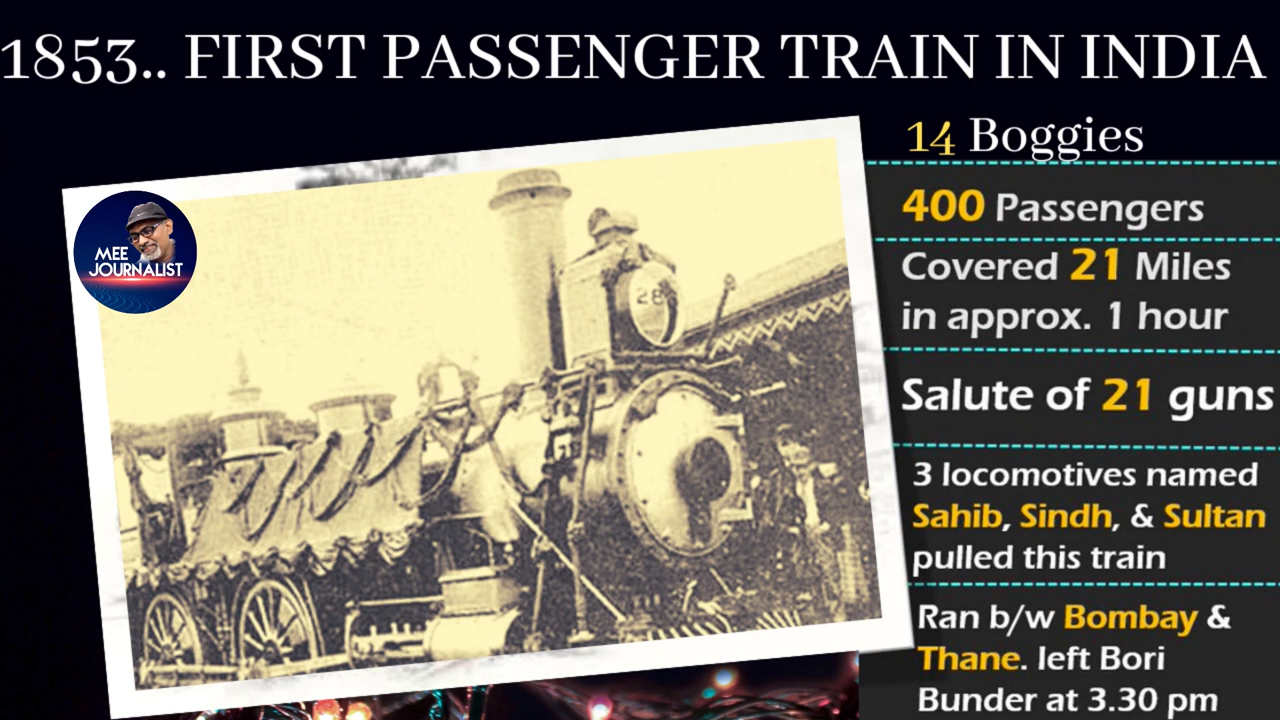 1853.. FIRST PASSENGER TRAIN IN INDIA
14 Boggies
400 Passengers
Covered 21 Miles
in approx. 1 hour
Salute of 21 guns
3 locomotives named
Sahib, Sindh, & Sultan
pulled this train
Ran b/w Bombay &
Thane. left Bori
Bunder at 3.30 pm
MEE
JOURNALIST
28